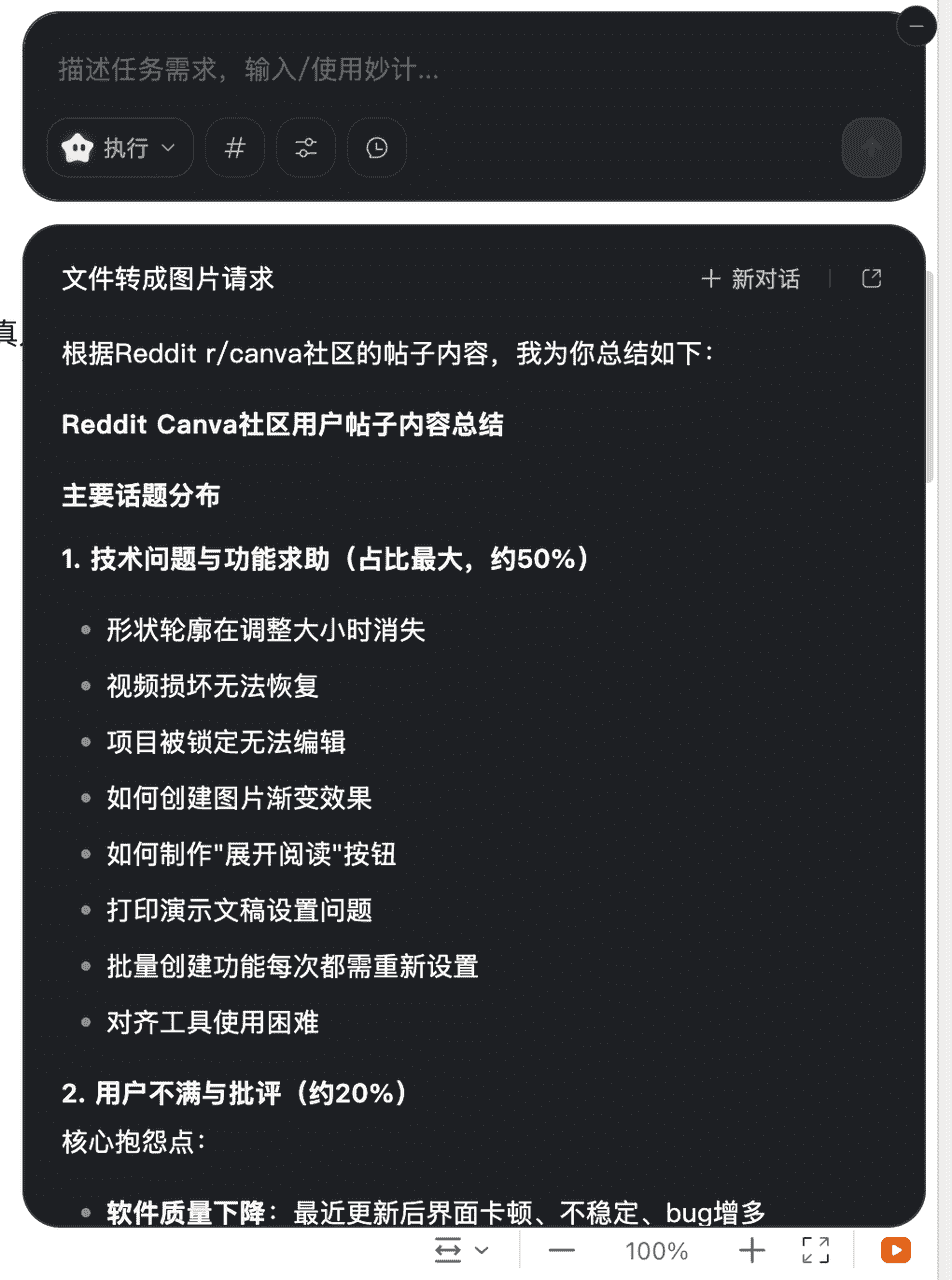 描述任务需求，输入/使用妙计...
执行
文件转成图片请求
新对话
真
根据Reddit r/canva社区的帖子内容，我为你总结如下：
Reddit Canva社区用户帖子内容总结
主要话题分布
1. 技术问题与功能求助（占比最大，约50%）
形状轮廓在调整大小时消失
视频损坏无法恢复
项目被锁定无法编辑
如何创建图片渐变效果
如何制作"展开阅读"按钮
打印演示文稿设置问题
批量创建功能每次都需重新设置
对齐工具使用困难
2. 用户不满与批评（约20%）
核心抱怨点：
软件质量下降：最近更新后界面卡顿、不稳定、bug增多
100%